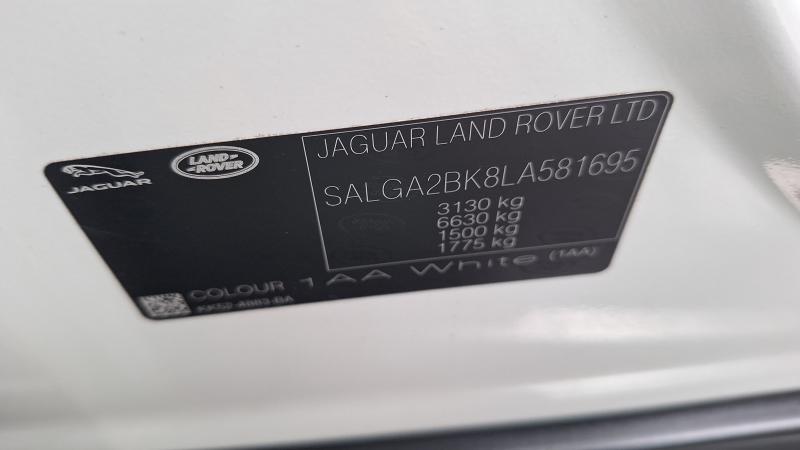 JAGUAR
LAND
ROVER
JAGUAR LAND ROVER LTD
SALGA2BK8LA581695
3130 kg
6630 kg
1500 kg
1775 kg
COLOUR 1AA White (1AA)